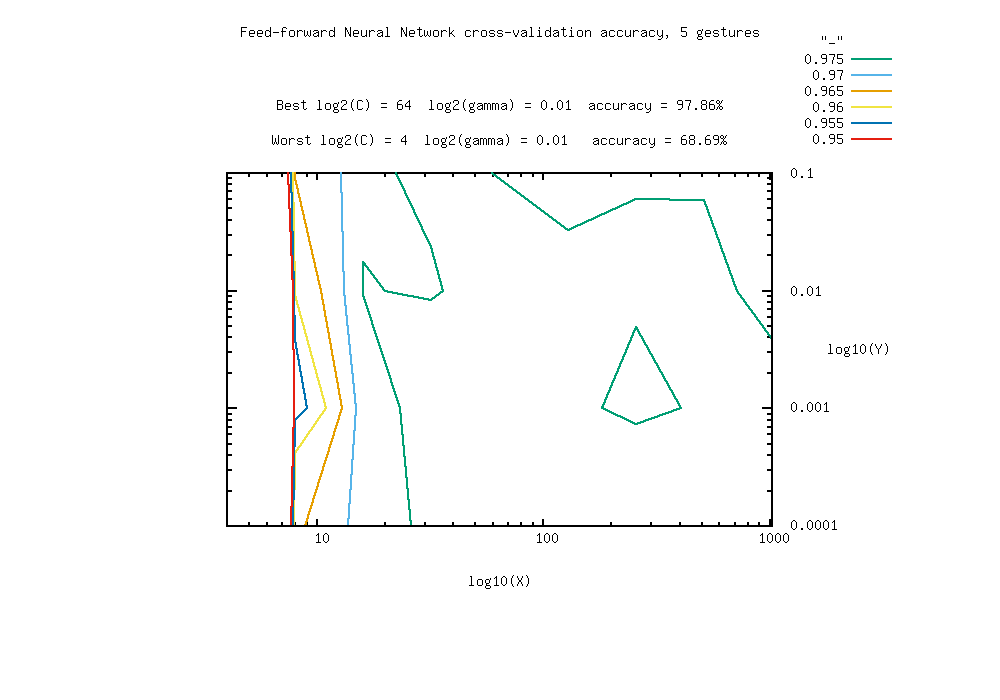 Feed-forward Neural Network cross-validation accuracy, 5 gestures
"_"
0.975
0.97
0.965
0.96
0.955
0.95
Best log2(C) = 64  log2(gamma) = 0.01  accuracy = 97.86%
Worst log2(C) = 4  log2(gamma) = 0.01   accuracy = 68.69%
0.1
0.01
log10(Y)
0.001
0.0001
10
100
1000
log10(X)